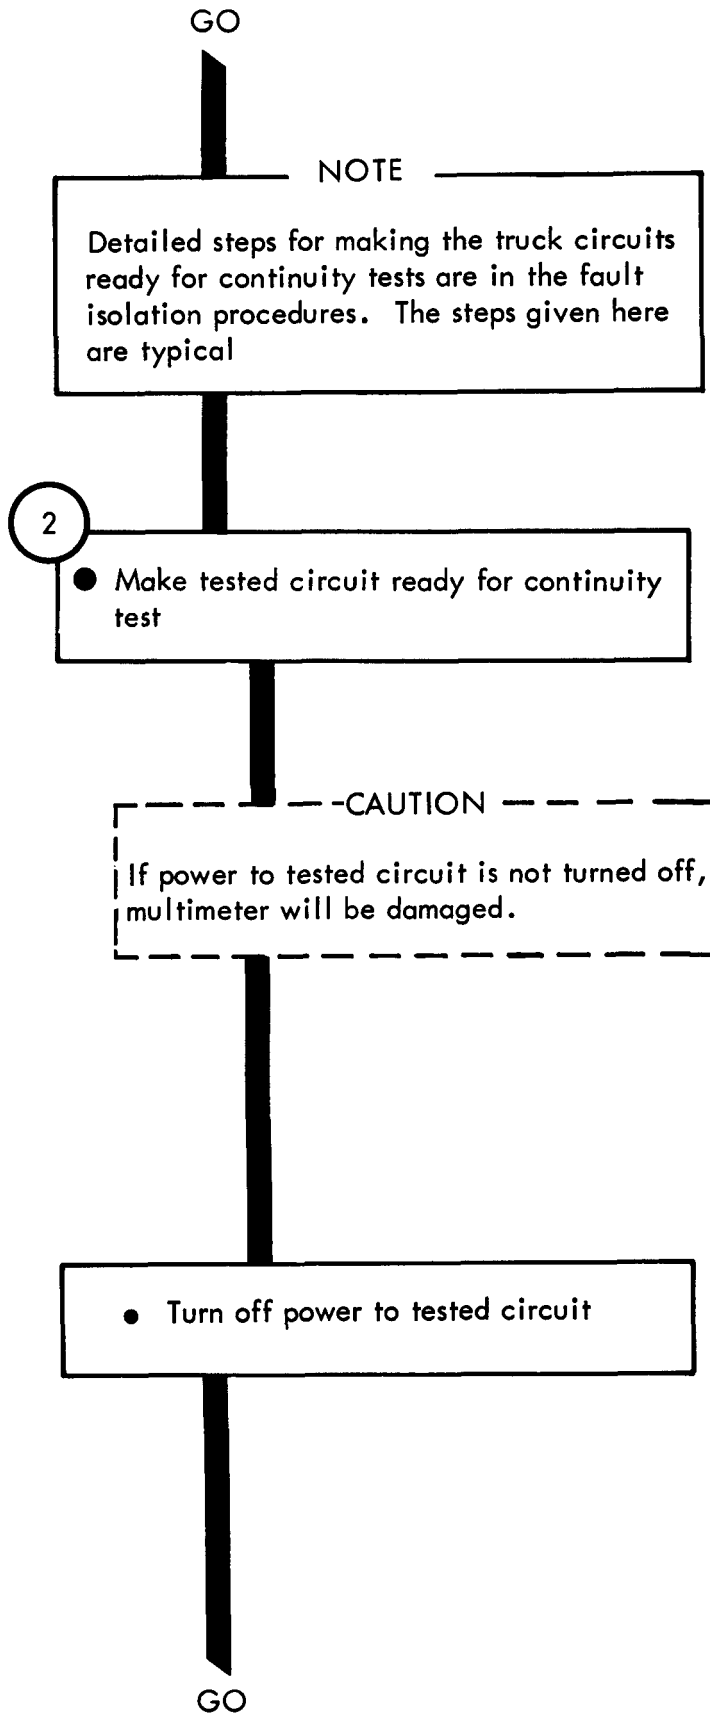 GO
NOTE
Detailed steps for making the truck circuits
ready for continuity tests are in the fault
isolation procedures. The steps given here
are typical
2
● Make tested circuit ready for continuity
test
CAUTION
If power to tested circuit is not turned off,
multimeter will be damaged.
• Turn off power to tested circuit
GO